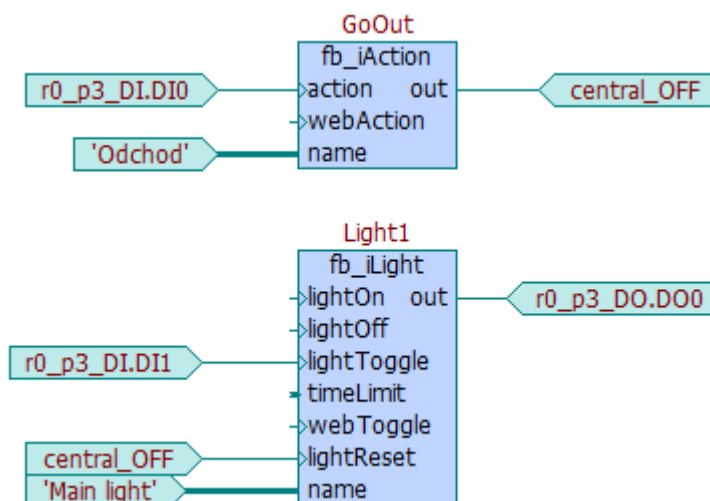 GoOut
fb_iAction
r0_p3_DI.DI0 action out central_OFF
webAction
'Odchod' name
Light1
fb_iLight
lightOn out r0_p3_DO.DO0
lightOff
r0_p3_DI.DI1 lightToggle
timeLimit
webToggle
central_OFF lightReset
'Main light' name